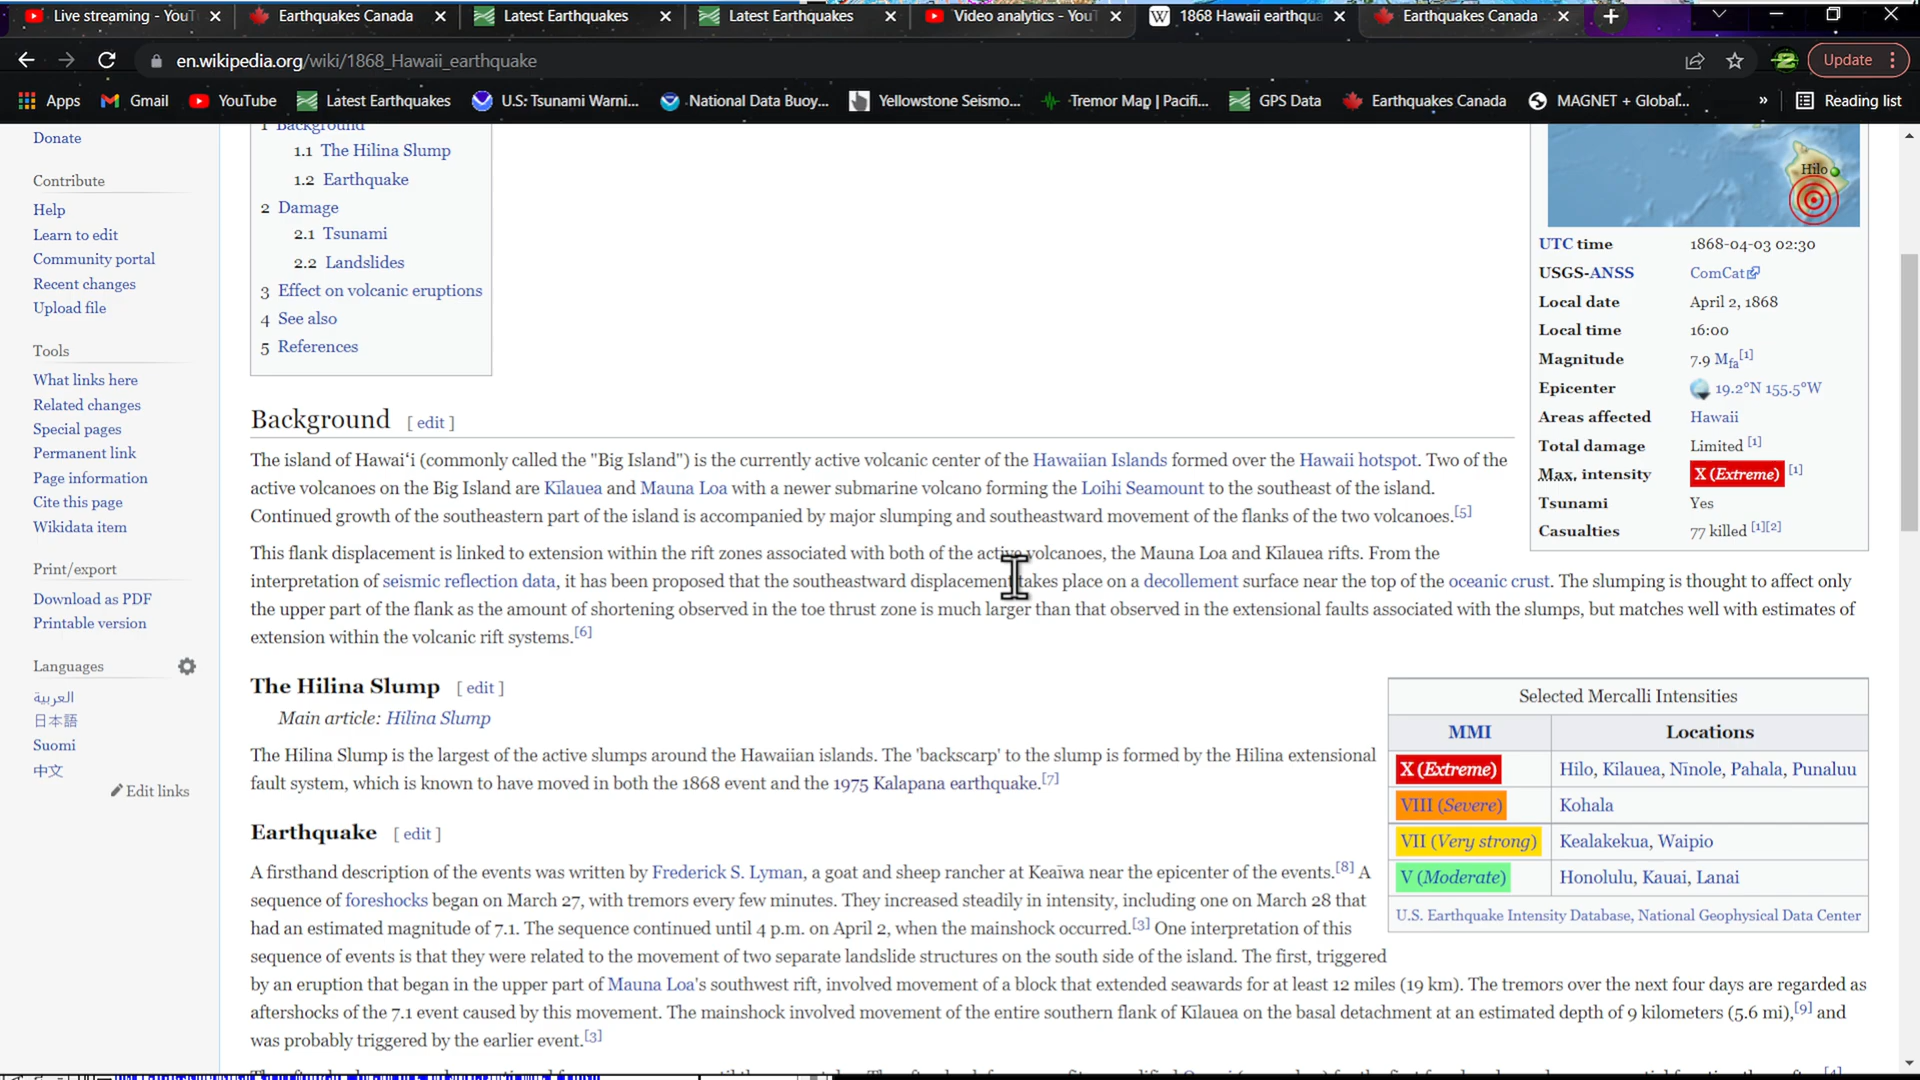 Live streaming - YouT
Earthquakes Canada
Latest Earthquakes
Latest Earthquakes
Video analytics - YouT
1868 Hawaii earthqua
Earthquakes Canada
en.wikipedia.org/wiki/1868_Hawaii_earthquake
Update
Apps
Gmail
YouTube
Latest Earthquakes
U.S. Tsunami Warni...
National Data Buoy...
Yellowstone Seismo...
Tremor Map | Pacifi...
GPS Data
Earthquakes Canada
MAGNET + Global...
»
Reading list
Donate
Contribute
Help
Learn to edit
Community portal
Recent changes
Upload file
Tools
What links here
Related changes
Special pages
Permanent link
Page information
Cite this page
Wikidata item
Print/export
Download as PDF
Printable version
Languages
العربية
日本語
Suomi
中文
Edit links
1 Background
1.1 The Hilina Slump
1.2 Earthquake
2 Damage
2.1 Tsunami
2.2 Landslides
3 Effect on volcanic eruptions
4 See also
5 References
Hilo
UTC time 1868-04-03 02:30
USGS-ANSS ComCat
Local date April 2, 1868
Local time 16:00
Magnitude 7.9 Mfa[1]
Epicenter 19.2°N 155.5°W
Areas affected Hawaii
Total damage Limited [1]
Max. intensity X (Extreme) [1]
Tsunami Yes
Casualties 77 killed [1][2]
Background [ edit ]
The island of Hawaiʻi (commonly called the "Big Island") is the currently active volcanic center of the Hawaiian Islands formed over the Hawaii hotspot. Two of the
active volcanoes on the Big Island are Kīlauea and Mauna Loa with a newer submarine volcano forming the Loihi Seamount to the southeast of the island.
Continued growth of the southeastern part of the island is accompanied by major slumping and southeastward movement of the flanks of the two volcanoes.[5]
This flank displacement is linked to extension within the rift zones associated with both of the active volcanoes, the Mauna Loa and Kīlauea rifts. From the
interpretation of seismic reflection data, it has been proposed that the southeastward displacement takes place on a decollement surface near the top of the oceanic crust. The slumping is thought to affect only
the upper part of the flank as the amount of shortening observed in the toe thrust zone is much larger than that observed in the extensional faults associated with the slumps, but matches well with estimates of
extension within the volcanic rift systems.[6]
The Hilina Slump [ edit ]
Main article: Hilina Slump
The Hilina Slump is the largest of the active slumps around the Hawaiian islands. The 'backscarp' to the slump is formed by the Hilina extensional
fault system, which is known to have moved in both the 1868 event and the 1975 Kalapana earthquake.[7]
Selected Mercalli Intensities
MMI Locations
X (Extreme) Hilo, Kilauea, Ninole, Pahala, Punaluu
VIII (Severe) Kohala
VII (Very strong) Kealakekua, Waipio
V (Moderate) Honolulu, Kauai, Lanai
U.S. Earthquake Intensity Database, National Geophysical Data Center
Earthquake [ edit ]
A firsthand description of the events was written by Frederick S. Lyman, a goat and sheep rancher at Keaīwa near the epicenter of the events.[8] A
sequence of foreshocks began on March 27, with tremors every few minutes. They increased steadily in intensity, including one on March 28 that
had an estimated magnitude of 7.1. The sequence continued until 4 p.m. on April 2, when the mainshock occurred.[3] One interpretation of this
sequence of events is that they were related to the movement of two separate landslide structures on the south side of the island. The first, triggered
by an eruption that began in the upper part of Mauna Loa's southwest rift, involved movement of a block that extended seawards for at least 12 miles (19 km). The tremors over the next four days are regarded as
aftershocks of the 7.1 event caused by this movement. The mainshock involved movement of the entire southern flank of Kīlauea on the basal detachment at an estimated depth of 9 kilometers (5.6 mi),[9] and
was probably triggered by the earlier event.[3]